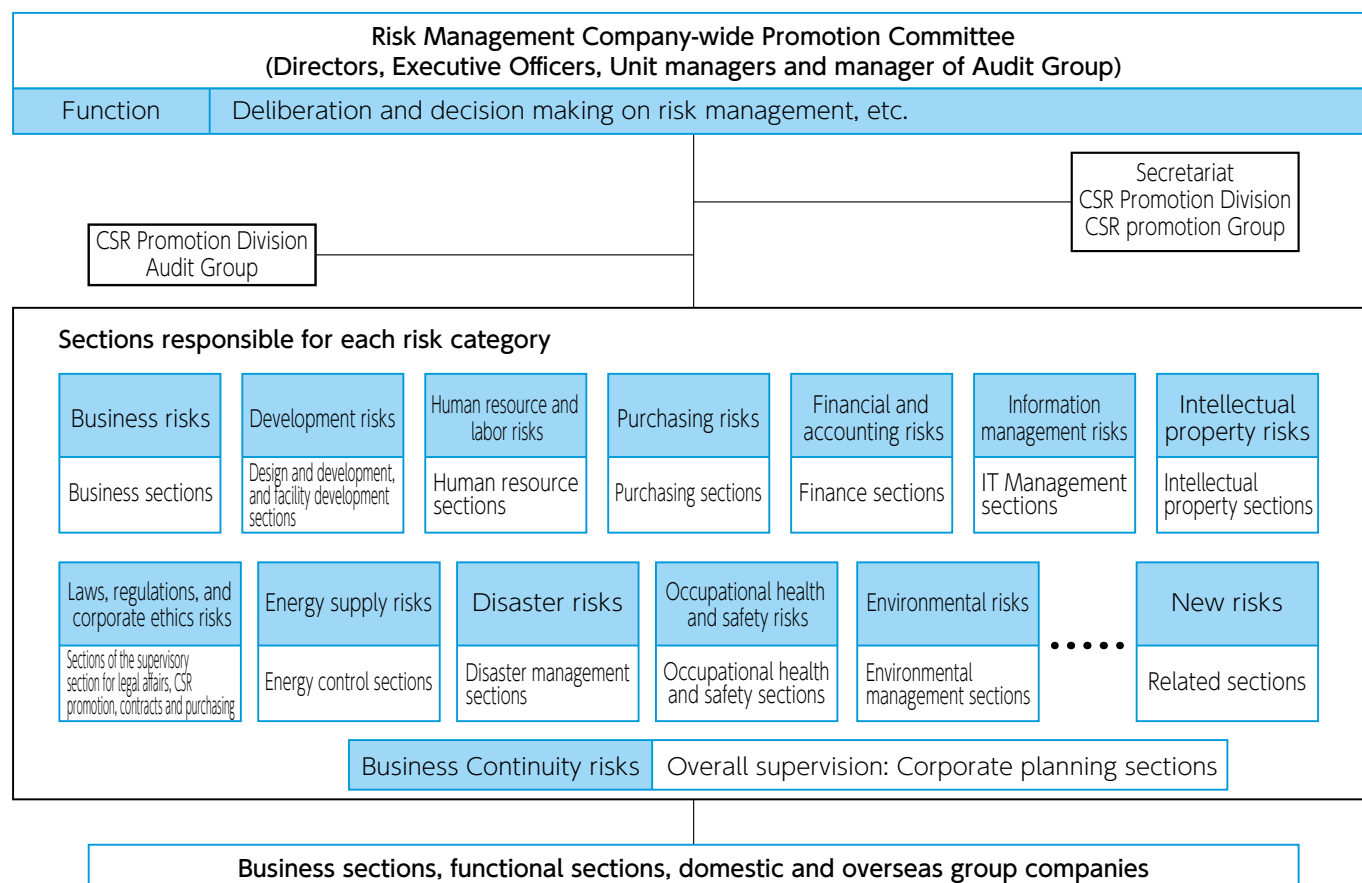 Risk Management Company-wide Promotion Committee
(Directors, Executive Officers, Unit managers and manager of Audit Group)
Function
Deliberation and decision making on risk management, etc.
Secretariat
CSR Promotion Division
CSR promotion Group
CSR Promotion Division
Audit Group
Sections responsible for each risk category
Business risks
Business sections
Development risks
Design and development,
and facility development
sections
Human resource and
labor risks
Human resource
sections
Purchasing risks
Purchasing sections
Financial and
accounting risks
Finance sections
Information
management risks
IT Management
sections
Intellectual
property risks
Intellectual
property sections
Laws, regulations, and
corporate ethics risks
Sections of the supervisory
section for legal affairs, CSR
promotion, contracts and purchasing
Energy supply risks
Energy control sections
Disaster risks
Disaster management
sections
Occupational health
and safety risks
Occupational health
and safety sections
Environmental risks
Environmental
management sections
•••••
New risks
Related sections
Business Continuity risks
Overall supervision: Corporate planning sections
Business sections, functional sections, domestic and overseas group companies